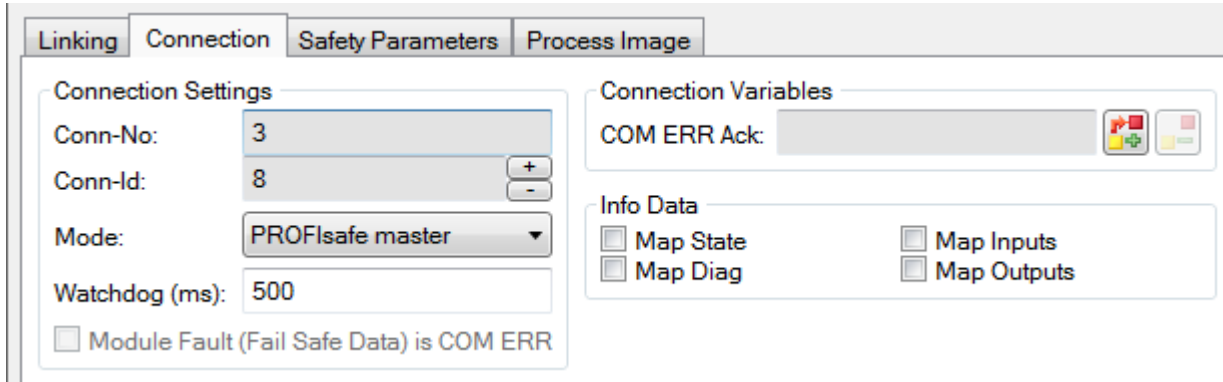 Linking Connection Safety Parameters Process Image
Connection Settings
Conn-No: 3
Conn-Id: 8 + -
Mode: PROFIsafe master
Watchdog (ms): 500
Module Fault (Fail Safe Data) is COM ERR
Connection Variables
COM ERR Ack:
Info Data
Map State Map Inputs
Map Diag Map Outputs